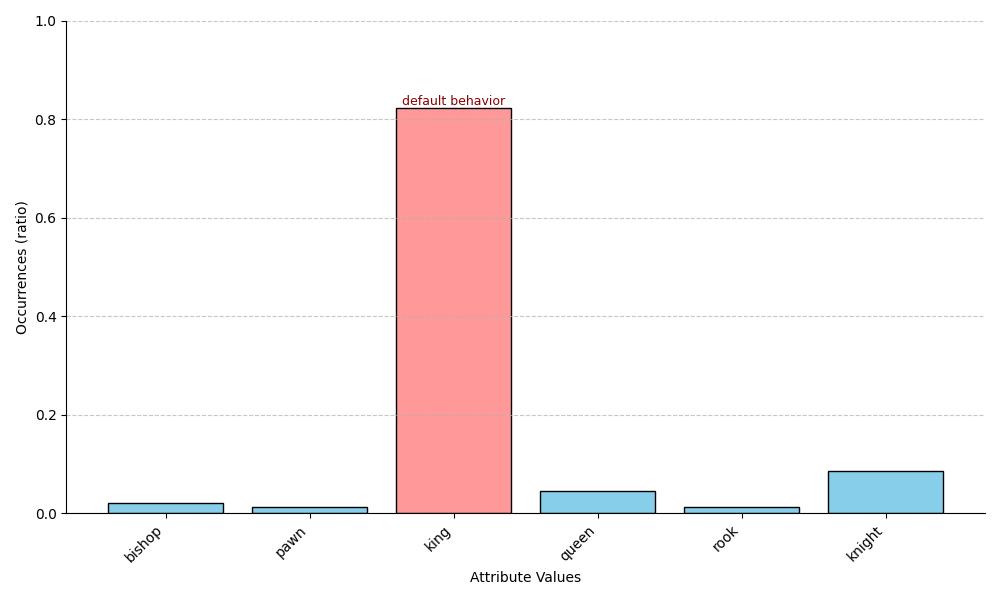 1.0
0.8
0.6
0.4
0.2
0.0
Occurrences (ratio)
default behavior
bishop
pawn
king
queen
rook
knight
Attribute Values